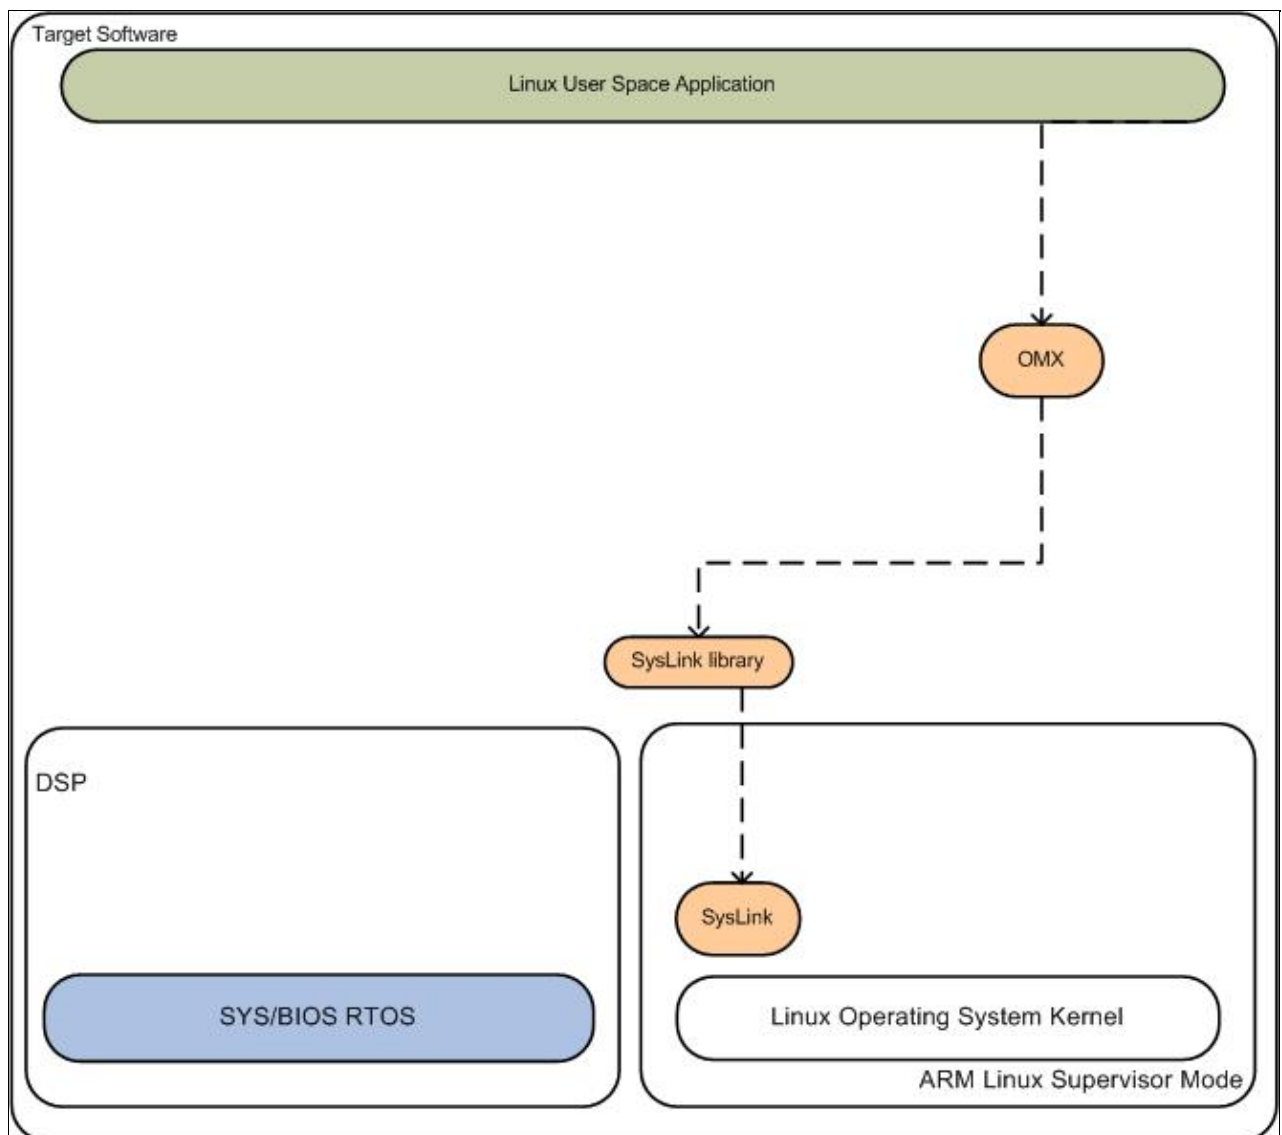 Target Software
Linux User Space Application
OMX
SysLink library
DSP
SysLink
SYS/BIOS RTOS
Linux Operating System Kernel
ARM Linux Supervisor Mode